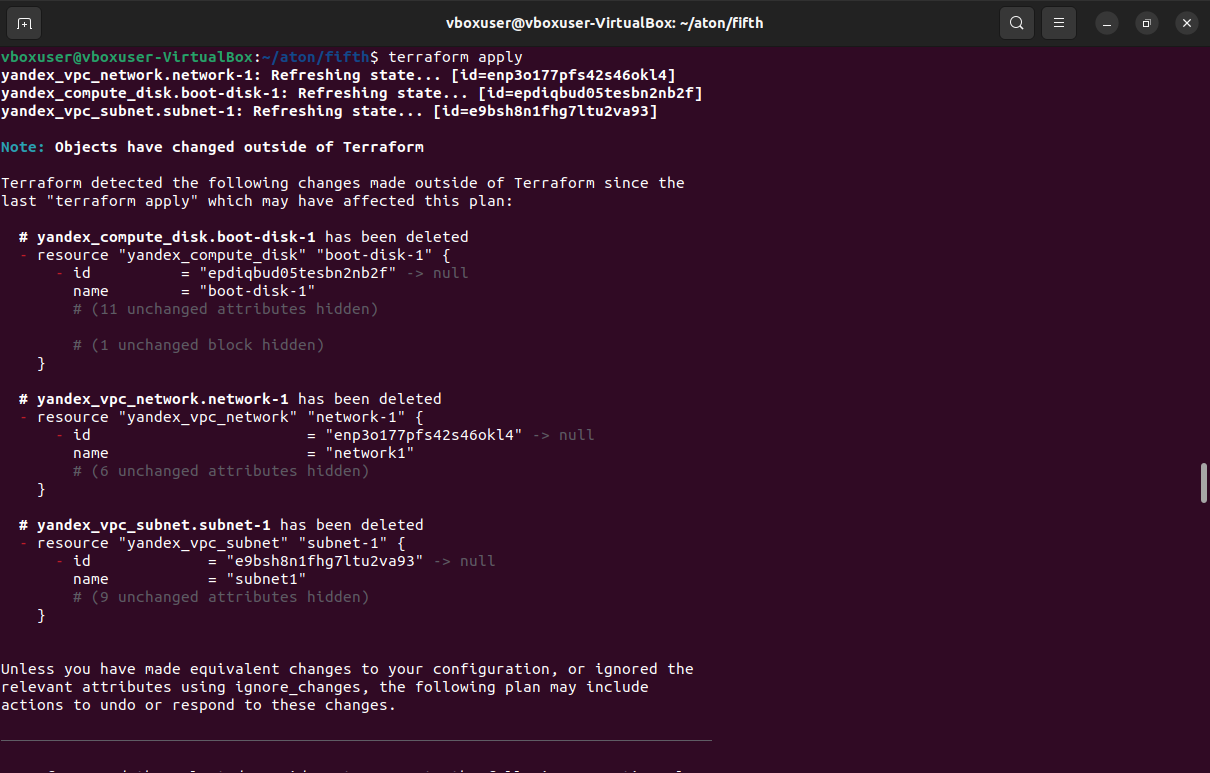 vboxuser@vboxuser-VirtualBox: ~/aton/fifth
vboxuser@vboxuser-VirtualBox:~/aton/fifth$ terraform apply
yandex_vpc_network.network-1: Refreshing state... [id=enp3o177pfs42s46okl4]
yandex_compute_disk.boot-disk-1: Refreshing state... [id=epdiqbud05tesbn2nb2f]
yandex_vpc_subnet.subnet-1: Refreshing state... [id=e9bsh8n1fhg7ltu2va93]
Note: Objects have changed outside of Terraform
Terraform detected the following changes made outside of Terraform since the
last "terraform apply" which may have affected this plan:
# yandex_compute_disk.boot-disk-1 has been deleted
- resource "yandex_compute_disk" "boot-disk-1" {
- id = "epdiqbud05tesbn2nb2f" -> null
name = "boot-disk-1"
# (11 unchanged attributes hidden)
# (1 unchanged block hidden)
}
# yandex_vpc_network.network-1 has been deleted
- resource "yandex_vpc_network" "network-1" {
- id = "enp3o177pfs42s46okl4" -> null
name = "network1"
# (6 unchanged attributes hidden)
}
# yandex_vpc_subnet.subnet-1 has been deleted
- resource "yandex_vpc_subnet" "subnet-1" {
- id = "e9bsh8n1fhg7ltu2va93" -> null
name = "subnet1"
# (9 unchanged attributes hidden)
}
Unless you have made equivalent changes to your configuration, or ignored the
relevant attributes using ignore_changes, the following plan may include
actions to undo or respond to these changes.